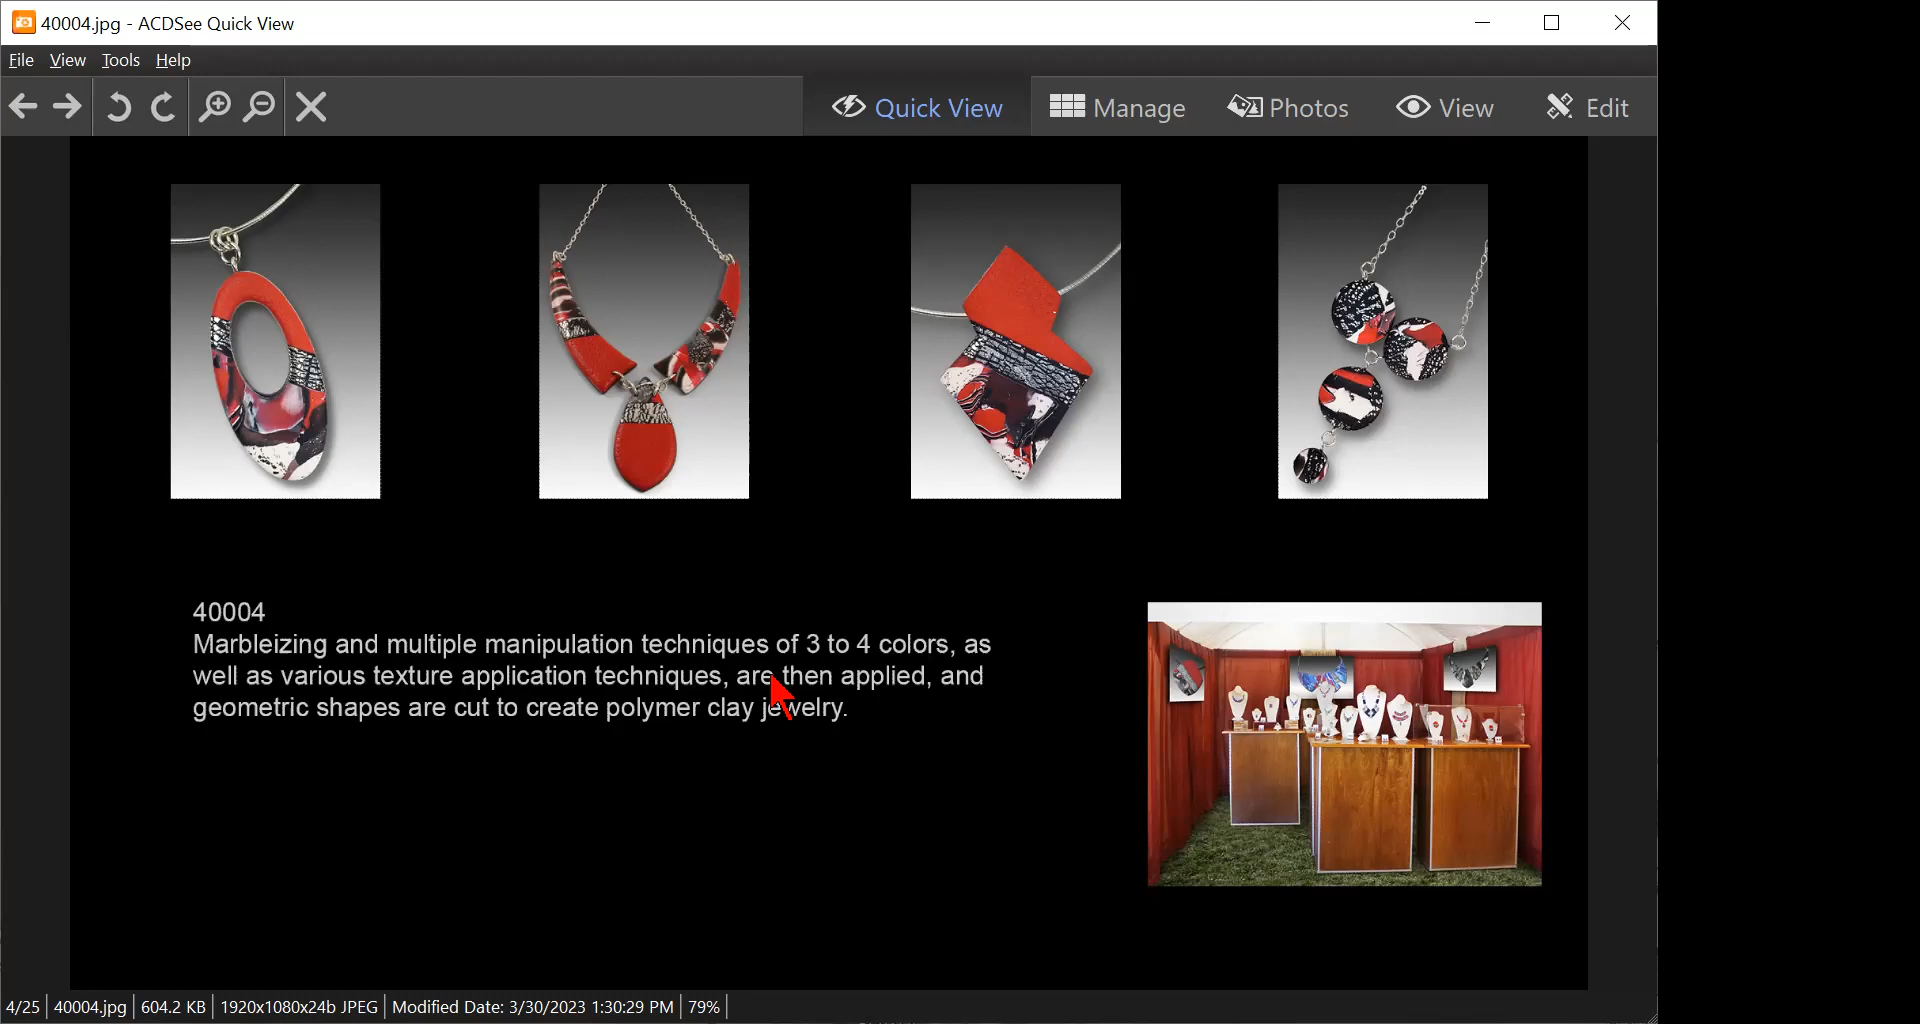 40004.jpg - ACDSee Quick View
File View Tools Help
Quick View Manage Photos View Edit
40004
Marbleizing and multiple manipulation techniques of 3 to 4 colors, as
well as various texture application techniques, are then applied, and
geometric shapes are cut to create polymer clay jewelry.
4/25 40004.jpg 604.2 KB 1920x1080x24b JPEG Modified Date: 3/30/2023 1:30:29 PM 79%